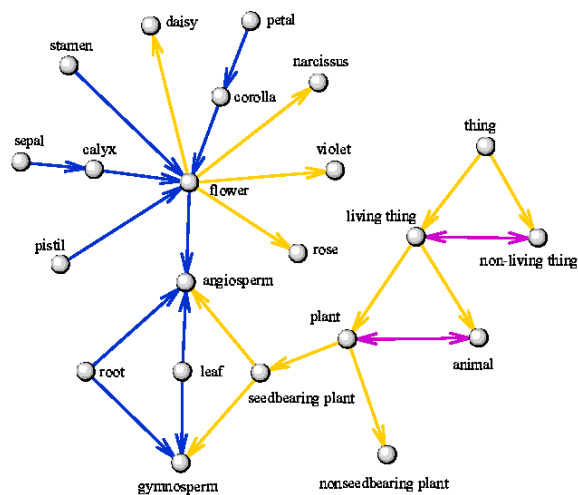 daisy
petal
stamen
narcissus
corolla
thing
sepal
calyx
violet
flower
living thing
non-living thing
pistil
rose
angiosperm
plant
animal
root
leaf
seedbearing plant
nonseedbearing plant
gymnosperm